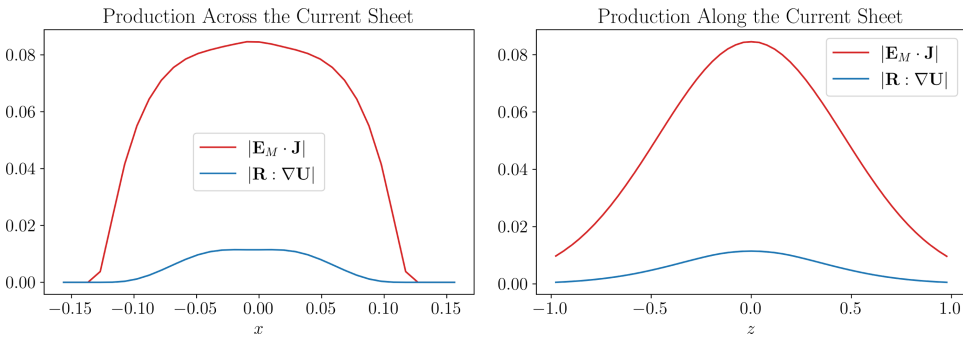 Production Across the Current Sheet
0.08
0.06
0.04
0.02
0.00
|E_M · J|
|R : ∇U|
−0.15 −0.10 −0.05 0.00 0.05 0.10 0.15
x
Production Along the Current Sheet
0.08
0.06
0.04
0.02
0.00
|E_M · J|
|R : ∇U|
−1.0 −0.5 0.0 0.5 1.0
z